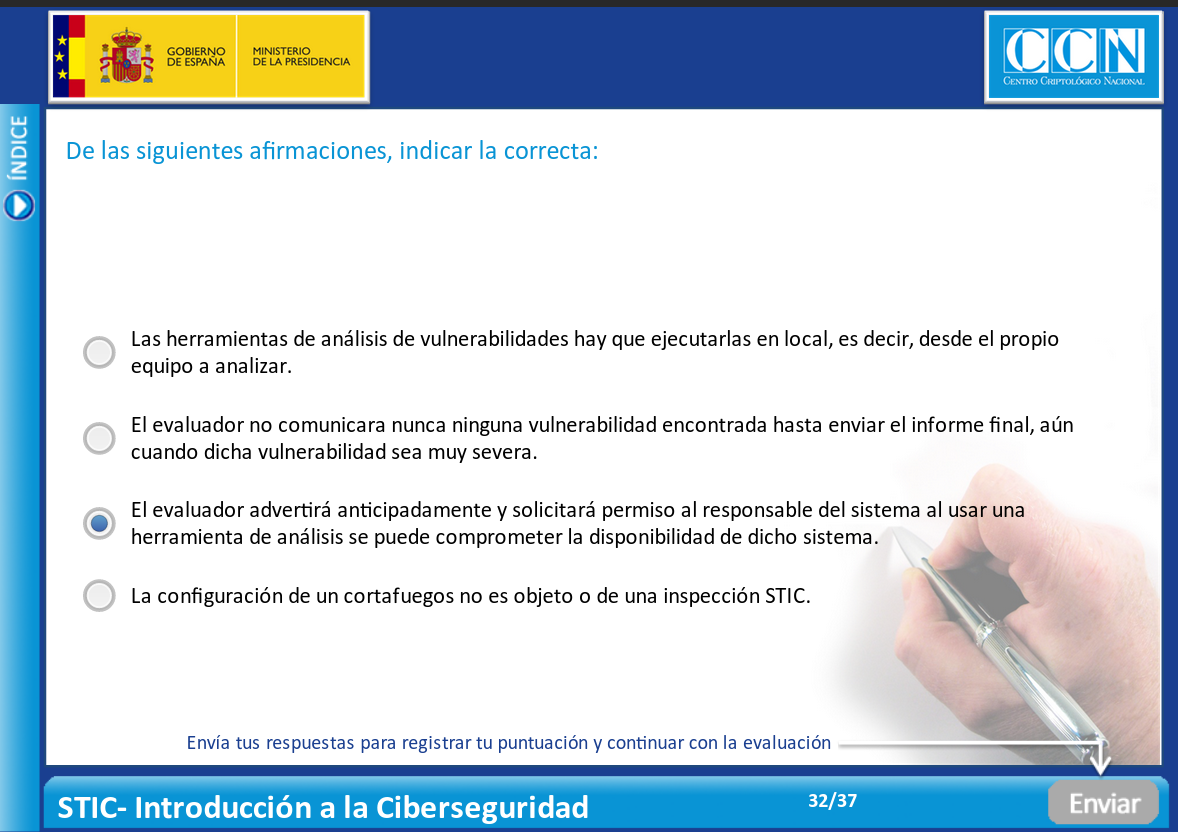 GOBIERNO
DE ESPAÑA
MINISTERIO
DE LA PRESIDENCIA
CCN
CENTRO CRIPTOLÓGICO NACIONAL
ÍNDICE
De las siguientes afirmaciones, indicar la correcta:
Las herramientas de análisis de vulnerabilidades hay que ejecutarlas en local, es decir, desde el propio
equipo a analizar.
El evaluador no comunicara nunca ninguna vulnerabilidad encontrada hasta enviar el informe final, aún
cuando dicha vulnerabilidad sea muy severa.
El evaluador advertirá anticipadamente y solicitará permiso al responsable del sistema al usar una
herramienta de análisis se puede comprometer la disponibilidad de dicho sistema.
La configuración de un cortafuegos no es objeto o de una inspección STIC.
Envía tus respuestas para registrar tu puntuación y continuar con la evaluación
STIC- Introducción a la Ciberseguridad
32/37
Enviar